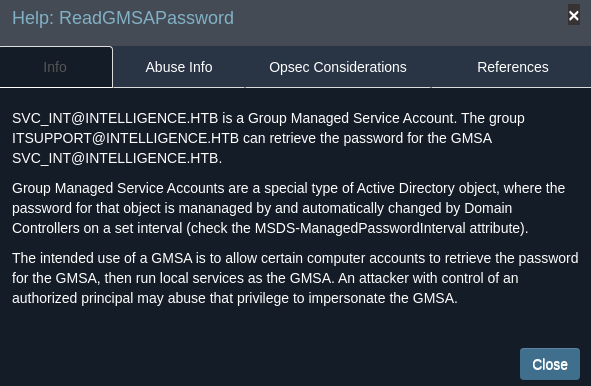 Help: ReadGMSAPassword
×
Info
Abuse Info
Opsec Considerations
References
SVC_INT@INTELLIGENCE.HTB is a Group Managed Service Account. The group
ITSUPPORT@INTELLIGENCE.HTB can retrieve the password for the GMSA
SVC_INT@INTELLIGENCE.HTB.
Group Managed Service Accounts are a special type of Active Directory object, where the
password for that object is mananaged by and automatically changed by Domain
Controllers on a set interval (check the MSDS-ManagedPasswordInterval attribute).
The intended use of a GMSA is to allow certain computer accounts to retrieve the password
for the GMSA, then run local services as the GMSA. An attacker with control of an
authorized principal may abuse that privilege to impersonate the GMSA.
Close